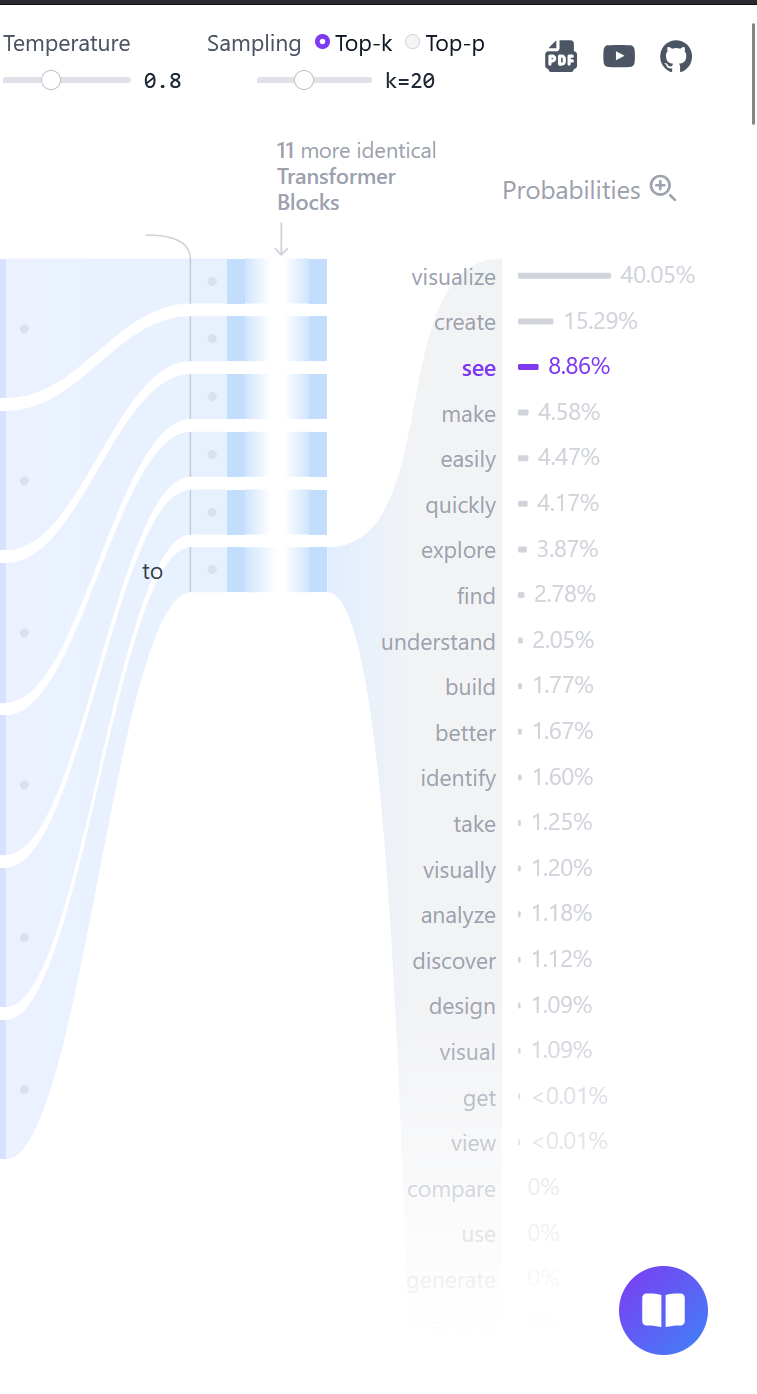 Temperature
Sampling Top-k Top-p
0.8
k=20
PDF
11 more identical
Transformer
Blocks
Probabilities
visualize 40.05%
create 15.29%
see 8.86%
make 4.58%
easily 4.47%
quickly 4.17%
explore 3.87%
to
find 2.78%
understand 2.05%
build 1.77%
better 1.67%
identify 1.60%
take 1.25%
visually 1.20%
analyze 1.18%
discover 1.12%
design 1.09%
visual 1.09%
get <0.01%
view <0.01%
compare 0%
use 0%
generate 0%